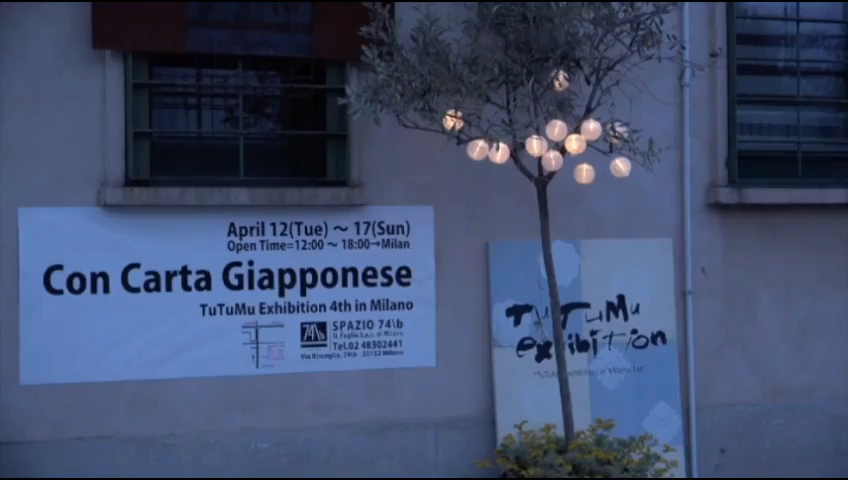 April 12(Tue) ～ 17(Sun)
Open Time=12:00 ～ 18:00→Milan
Con Carta Giapponese
TuTuMu Exhibition 4th in Milano
74\b
SPAZIO 74\b
Tel.02 48302441
TuTuMu
exhibition